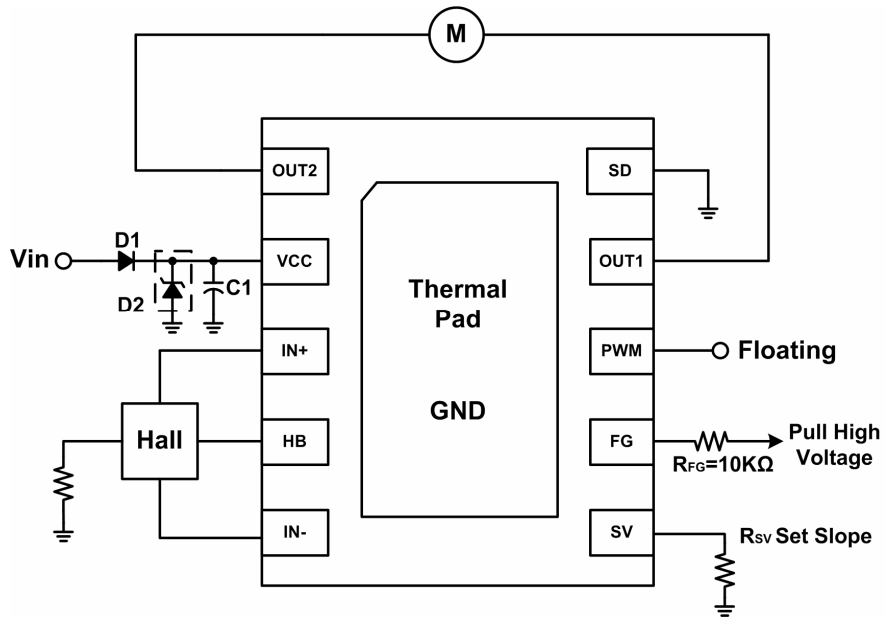 M
OUT2
SD
D1
Vin
VCC
OUT1
D2
C1
Thermal
Pad
IN+
PWM
Floating
GND
Hall
HB
FG
Pull High
Voltage
RFG=10KΩ
IN-
SV
RSV Set Slope